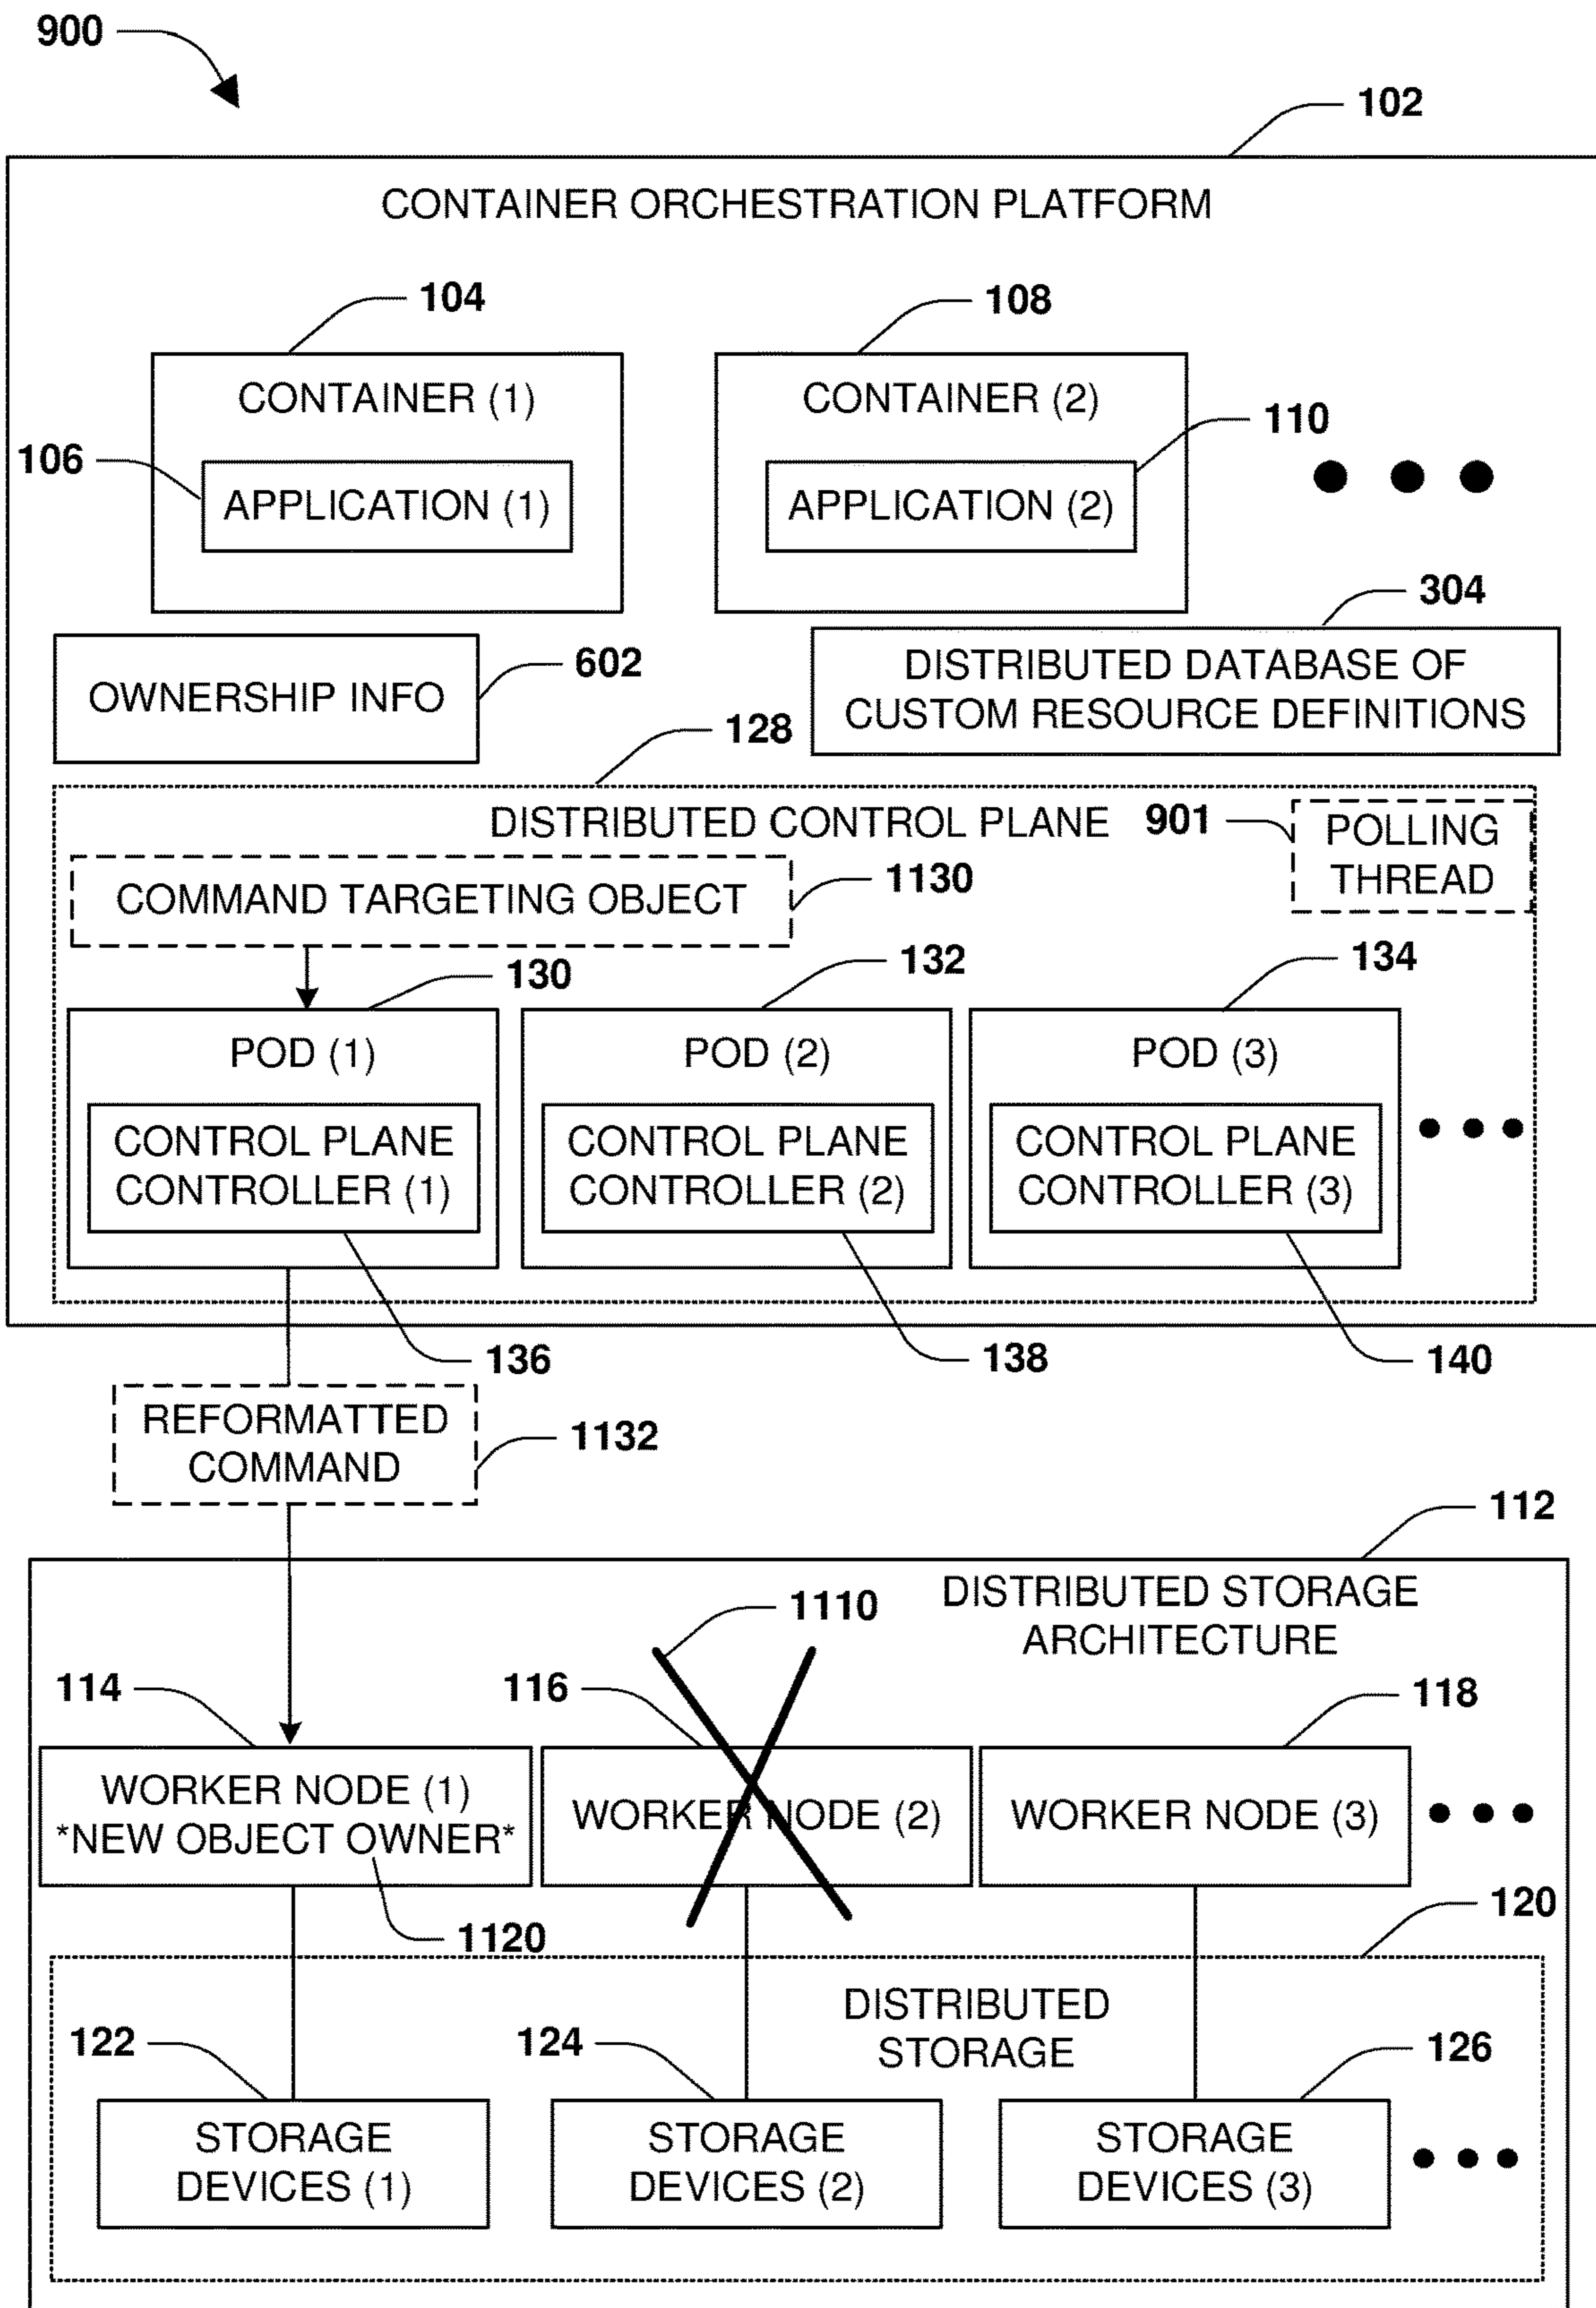 900
102
CONTAINER ORCHESTRATION PLATFORM
104
108
CONTAINER (1)
CONTAINER (2)
110
106
APPLICATION (1)
APPLICATION (2)
304
OWNERSHIP INFO
602
DISTRIBUTED DATABASE OF
CUSTOM RESOURCE DEFINITIONS
128
DISTRIBUTED CONTROL PLANE
901
POLLING
THREAD
COMMAND TARGETING OBJECT
1130
130
132
134
POD (1)
POD (2)
POD (3)
CONTROL PLANE
CONTROLLER (1)
CONTROL PLANE
CONTROLLER (2)
CONTROL PLANE
CONTROLLER (3)
136
138
140
REFORMATTED
COMMAND
1132
112
DISTRIBUTED STORAGE
ARCHITECTURE
1110
114
116
118
WORKER NODE (1)
*NEW OBJECT OWNER*
WORKER NODE (2)
WORKER NODE (3)
1120
120
DISTRIBUTED
STORAGE
122
124
126
STORAGE
DEVICES (1)
STORAGE
DEVICES (2)
STORAGE
DEVICES (3)